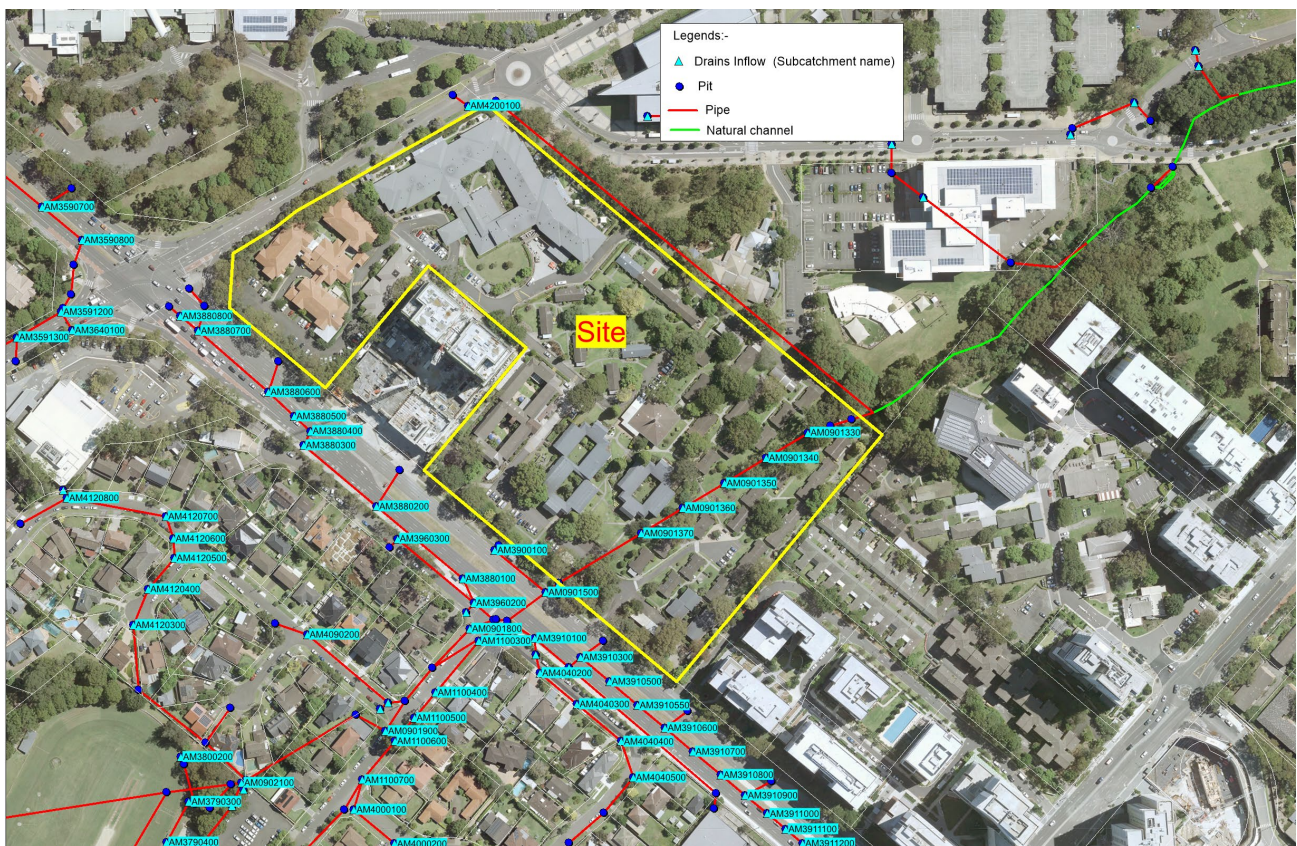 Legends:-
Drains Inflow (Subcatchment name)
Pit
Pipe
Natural channel
AM4200100
AM3590700
AM3590800
AM3591200
AM3640100
AM3591300
AM3880800
AM3880700
Site
AM3880600
AM3880500
AM3880400
AM3880300
AM0901330
AM0901340
AM0901350
AM0901360
AM0901370
AM4120800
AM4120700
AM4120600
AM4120500
AM4120400
AM4120300
AM3880200
AM3960300
AM3900100
AM3880100
AM0901500
AM3960200
AM0901800
AM1100300
AM4090200
AM3910100
AM3910300
AM4040200
AM3910500
AM1100400
AM4040300
AM3910550
AM1100500
AM3910600
AM0901900
AM1100600
AM4040400
AM3910700
AM3800200
AM3910800
AM4040500
AM0902100
AM1100700
AM3910900
AM3790300
AM4000100
AM3911000
AM3911100
AM3790400
AM4000200
AM3911200